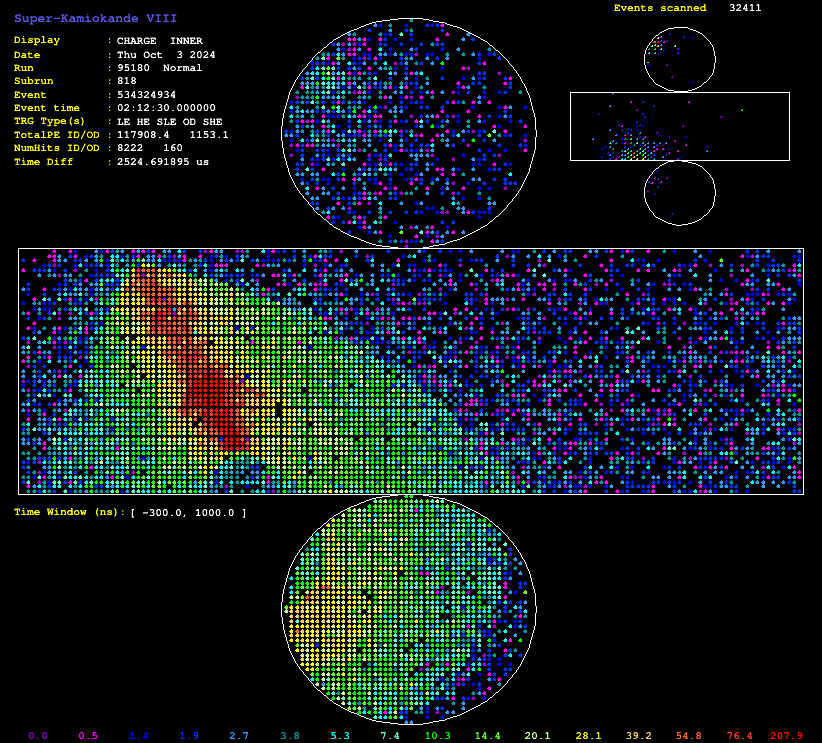 Super-Kamiokande VIII
Events scanned 32411
Display : CHARGE INNER
Date : Thu Oct 3 2024
Run : 95180 Normal
Subrun : 818
Event : 534324934
Event time : 02:12:30.000000
TRG Type(s) : LE HE SLE OD SHE
TotalPE ID/OD : 117908.4 1153.1
NumHits ID/OD : 8222 160
Time Diff : 2524.691895 us
Time Window (ns): [ -300.0, 1000.0 ]
0.0 0.5 1.4 1.9 2.7 3.8 5.3 7.4 10.3 14.4 20.1 28.1 39.2 54.8 76.4 207.9